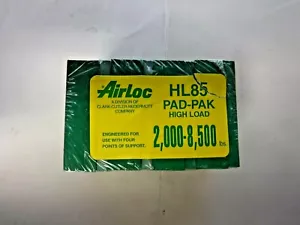 AirLoc
A DIVISION OF
CLARK-CUTLER-McDERMOTT
COMPANY
ENGINEERED FOR
USE WITH FOUR
POINTS OF SUPPORT.
HL85
PAD-PAK
HIGH LOAD
2,000-8,500 lbs